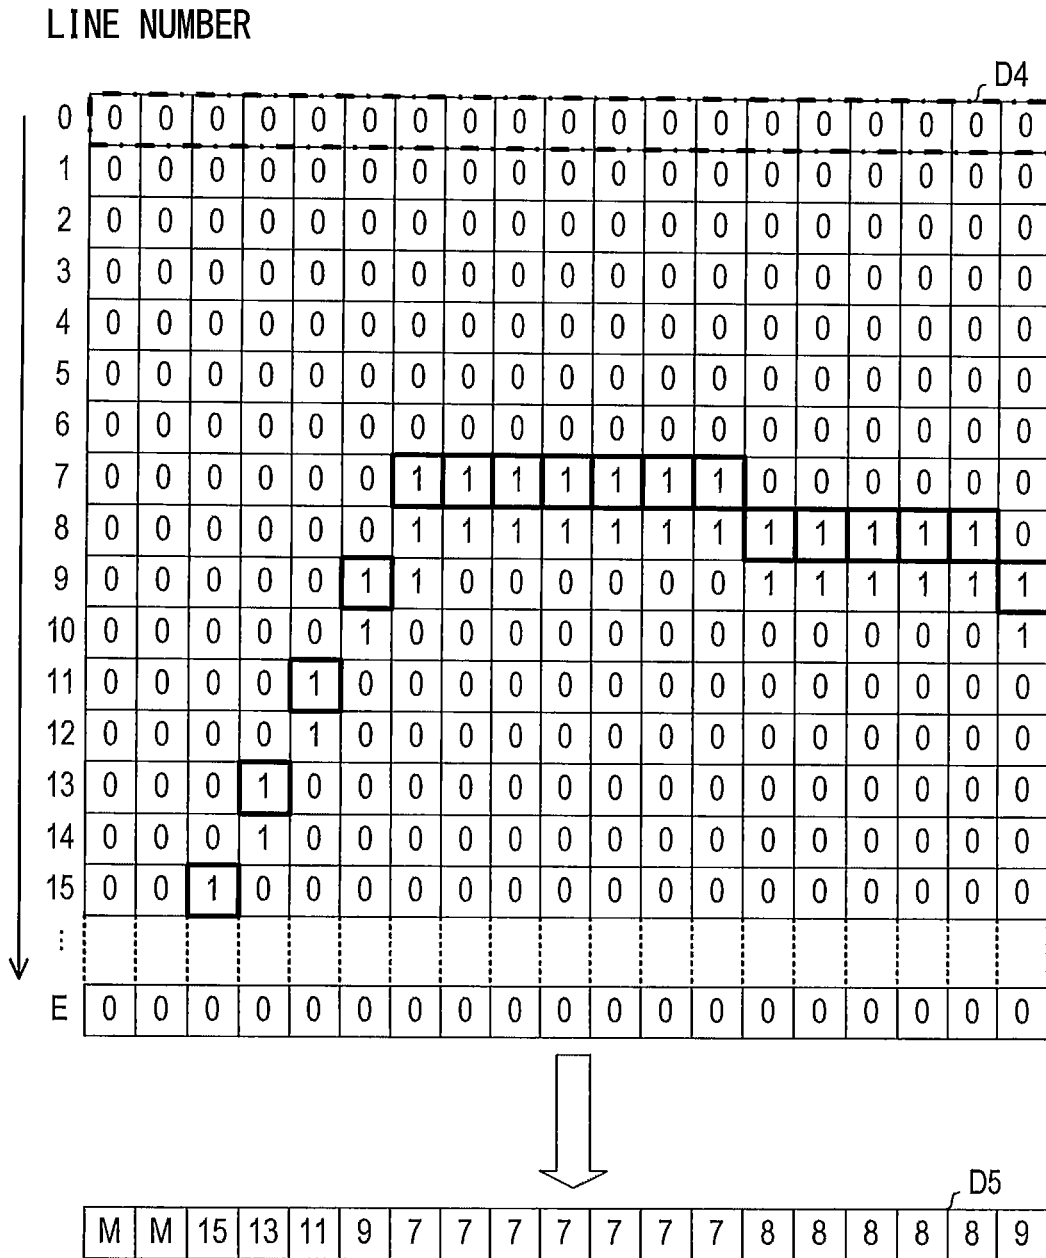 LINE NUMBER
D4
0 0 0 0 0 0 0 0 0 0 0 0 0 0 0 0 0 0 0 0
1 0 0 0 0 0 0 0 0 0 0 0 0 0 0 0 0 0 0 0
2 0 0 0 0 0 0 0 0 0 0 0 0 0 0 0 0 0 0 0
3 0 0 0 0 0 0 0 0 0 0 0 0 0 0 0 0 0 0 0
4 0 0 0 0 0 0 0 0 0 0 0 0 0 0 0 0 0 0 0
5 0 0 0 0 0 0 0 0 0 0 0 0 0 0 0 0 0 0 0
6 0 0 0 0 0 0 0 0 0 0 0 0 0 0 0 0 0 0 0
7 0 0 0 0 0 0 1 1 1 1 1 1 1 0 0 0 0 0 0
8 0 0 0 0 0 0 1 1 1 1 1 1 1 1 1 1 1 1 0
9 0 0 0 0 0 1 1 0 0 0 0 0 0 1 1 1 1 1 1
10 0 0 0 0 0 1 0 0 0 0 0 0 0 0 0 0 0 0 1
11 0 0 0 0 1 0 0 0 0 0 0 0 0 0 0 0 0 0 0
12 0 0 0 0 1 0 0 0 0 0 0 0 0 0 0 0 0 0 0
13 0 0 0 1 0 0 0 0 0 0 0 0 0 0 0 0 0 0 0
14 0 0 0 1 0 0 0 0 0 0 0 0 0 0 0 0 0 0 0
15 0 0 1 0 0 0 0 0 0 0 0 0 0 0 0 0 0 0 0
⋮
E 0 0 0 0 0 0 0 0 0 0 0 0 0 0 0 0 0 0 0
D5
M M 15 13 11 9 7 7 7 7 7 7 7 8 8 8 8 8 9